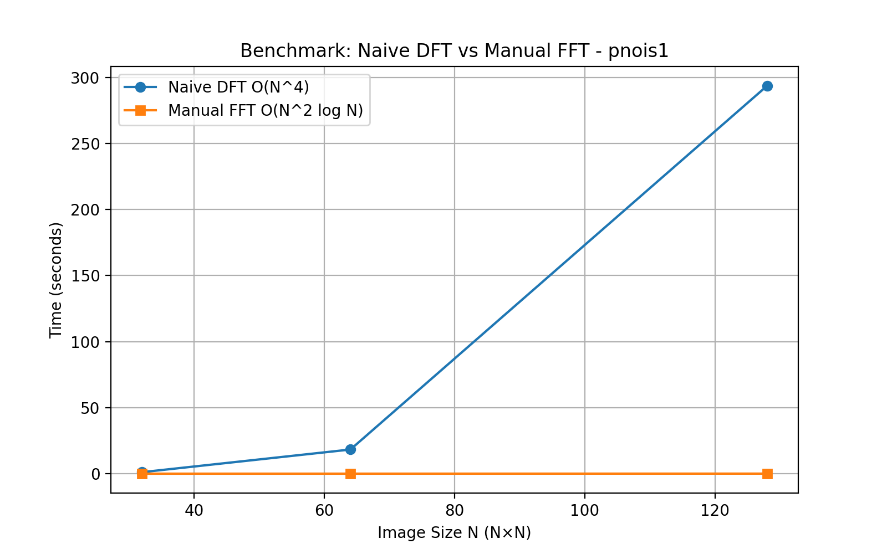 Benchmark: Naive DFT vs Manual FFT - pnois1
Naive DFT O(N^4)
Manual FFT O(N^2 log N)
Time (seconds)
300
250
200
150
100
50
0
40 60 80 100 120
Image Size N (N×N)